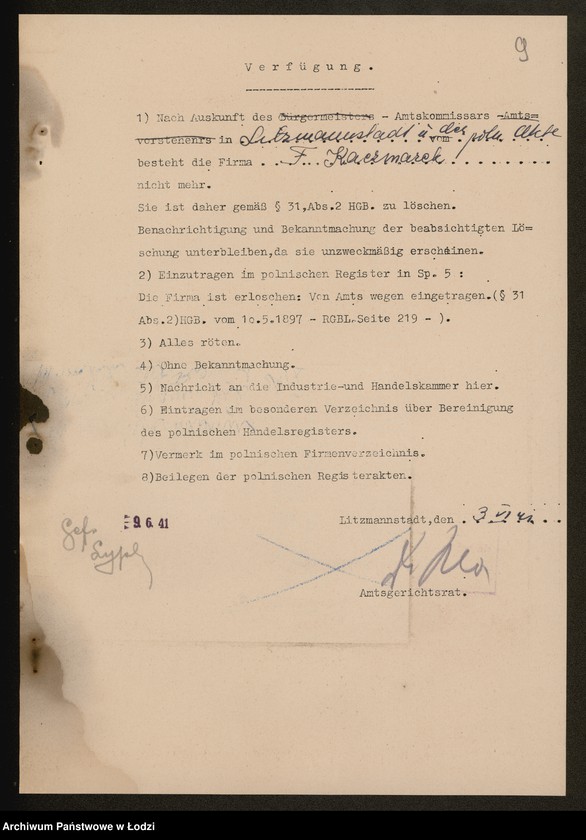 9
Verfügung.
1) Nach Auskunft des Bürgermeisters - Amtskommissars -Amts=
vorstehers in Litzmannstadt u. der vom poln Akte
besteht die Firma . . F. . Kaczmarek . . . . . . . .
nicht mehr.
Sie ist daher gemäß § 31,Abs.2 HGB. zu löschen.
Benachrichtigung und Bekanntmachung der beabsichtigten Lö=
schung unterbleiben,da sie unzweckmäßig erscheinen.
2) Einzutragen im polnischen Register in Sp. 5 :
Die Firma ist erloschen: Von Amts wegen eingetragen.(§ 31
Abs.2)HGB. vom 10.5.1897 - RGBL.Seite 219 - ).
3) Alles röten.
4) Ohne Bekanntmachung.
5) Nachricht an die Industrie-und Handelskammer hier.
6) Eintragen im besonderen Verzeichnis über Bereinigung
des polnischen Handelsregisters.
7)Vermerk im polnischen Firmenverzeichnis.
8)Beilegen der polnischen Registerakten.
Litzmannstadt,den . 3 VI 41 . .
9. 6. 41
Amtsgerichtsrat.
Archiwum Państwowe w Łodzi